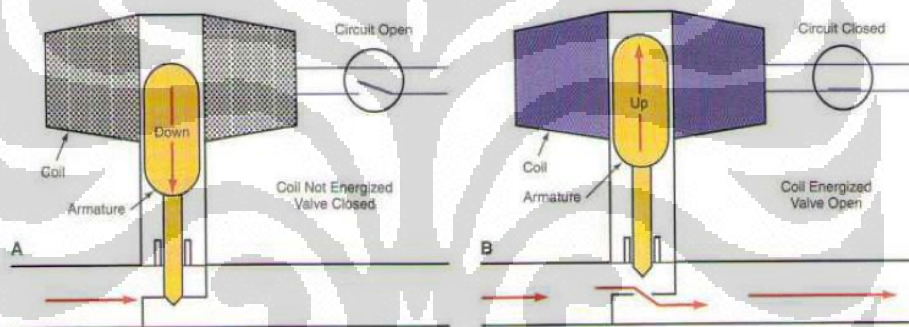 Circuit Open
Down
Coil
Armature
Coil Not Energized
Valve Closed
A
Circuit Closed
Up
Coil
Armature
Coil Energized
Valve Open
B